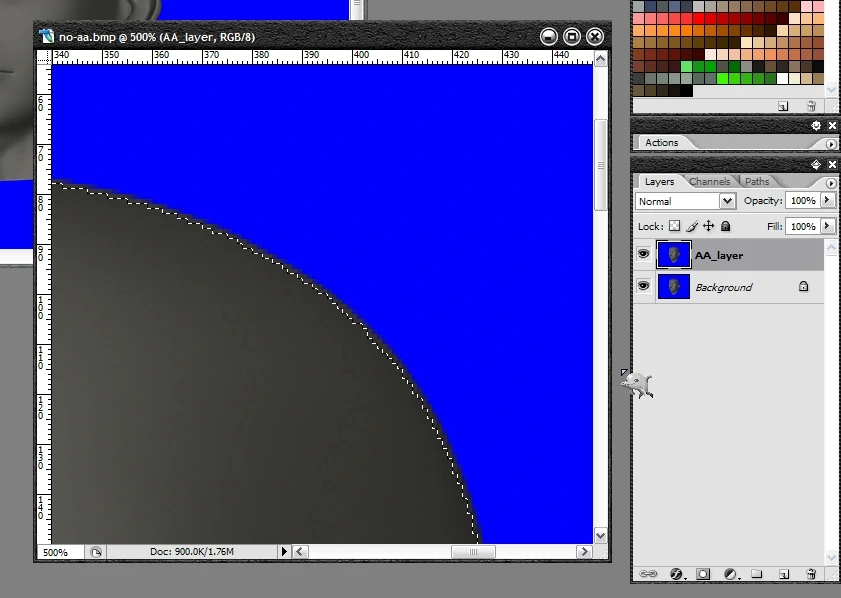 no-aa.bmp @ 500% (AA_layer, RGB/8)
340 350 360 370 380 390 400 410 420 430 440
60
70
80
90
100
110
120
130
140
500% Doc: 900.0K/1.76M
Actions
Layers Channels Paths
Normal Opacity: 100%
Lock: Fill: 100%
AA_layer
Background